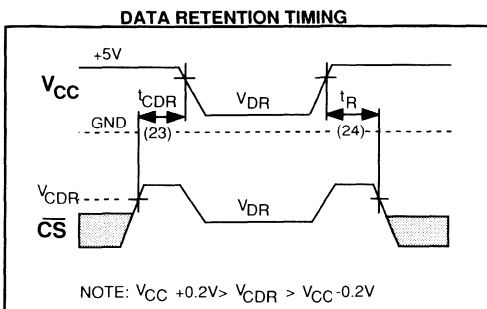 DATA RETENTION TIMING
+5V
VCC
tCDR
VDR
tR
GND
(23)
(24)
VCDR
VDR
CS
NOTE: VCC +0.2V> VCDR > VCC-0.2V